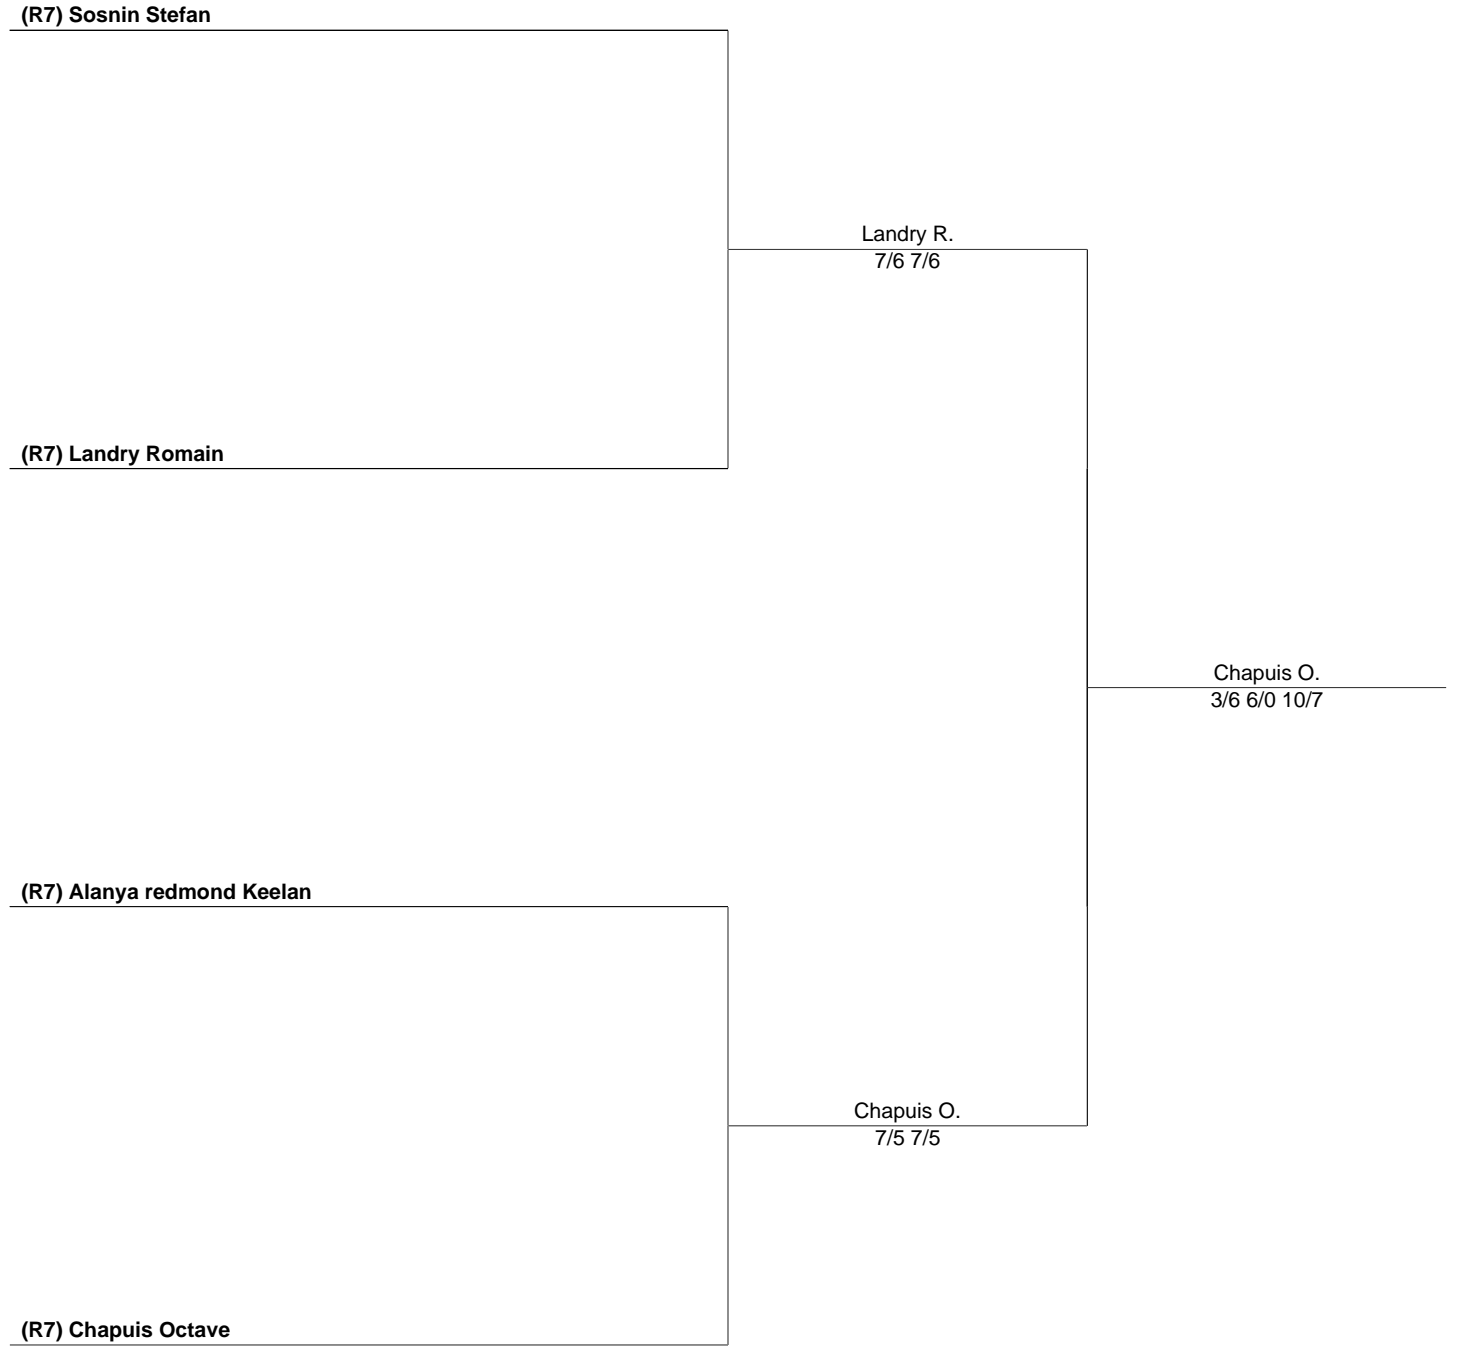 (R7) Sosnin Stefan
Landry R.
7/6 7/6
(R7) Landry Romain
Chapuis O.
3/6 6/0 10/7
(R7) Alanya redmond Keelan
Chapuis O.
7/5 7/5
(R7) Chapuis Octave